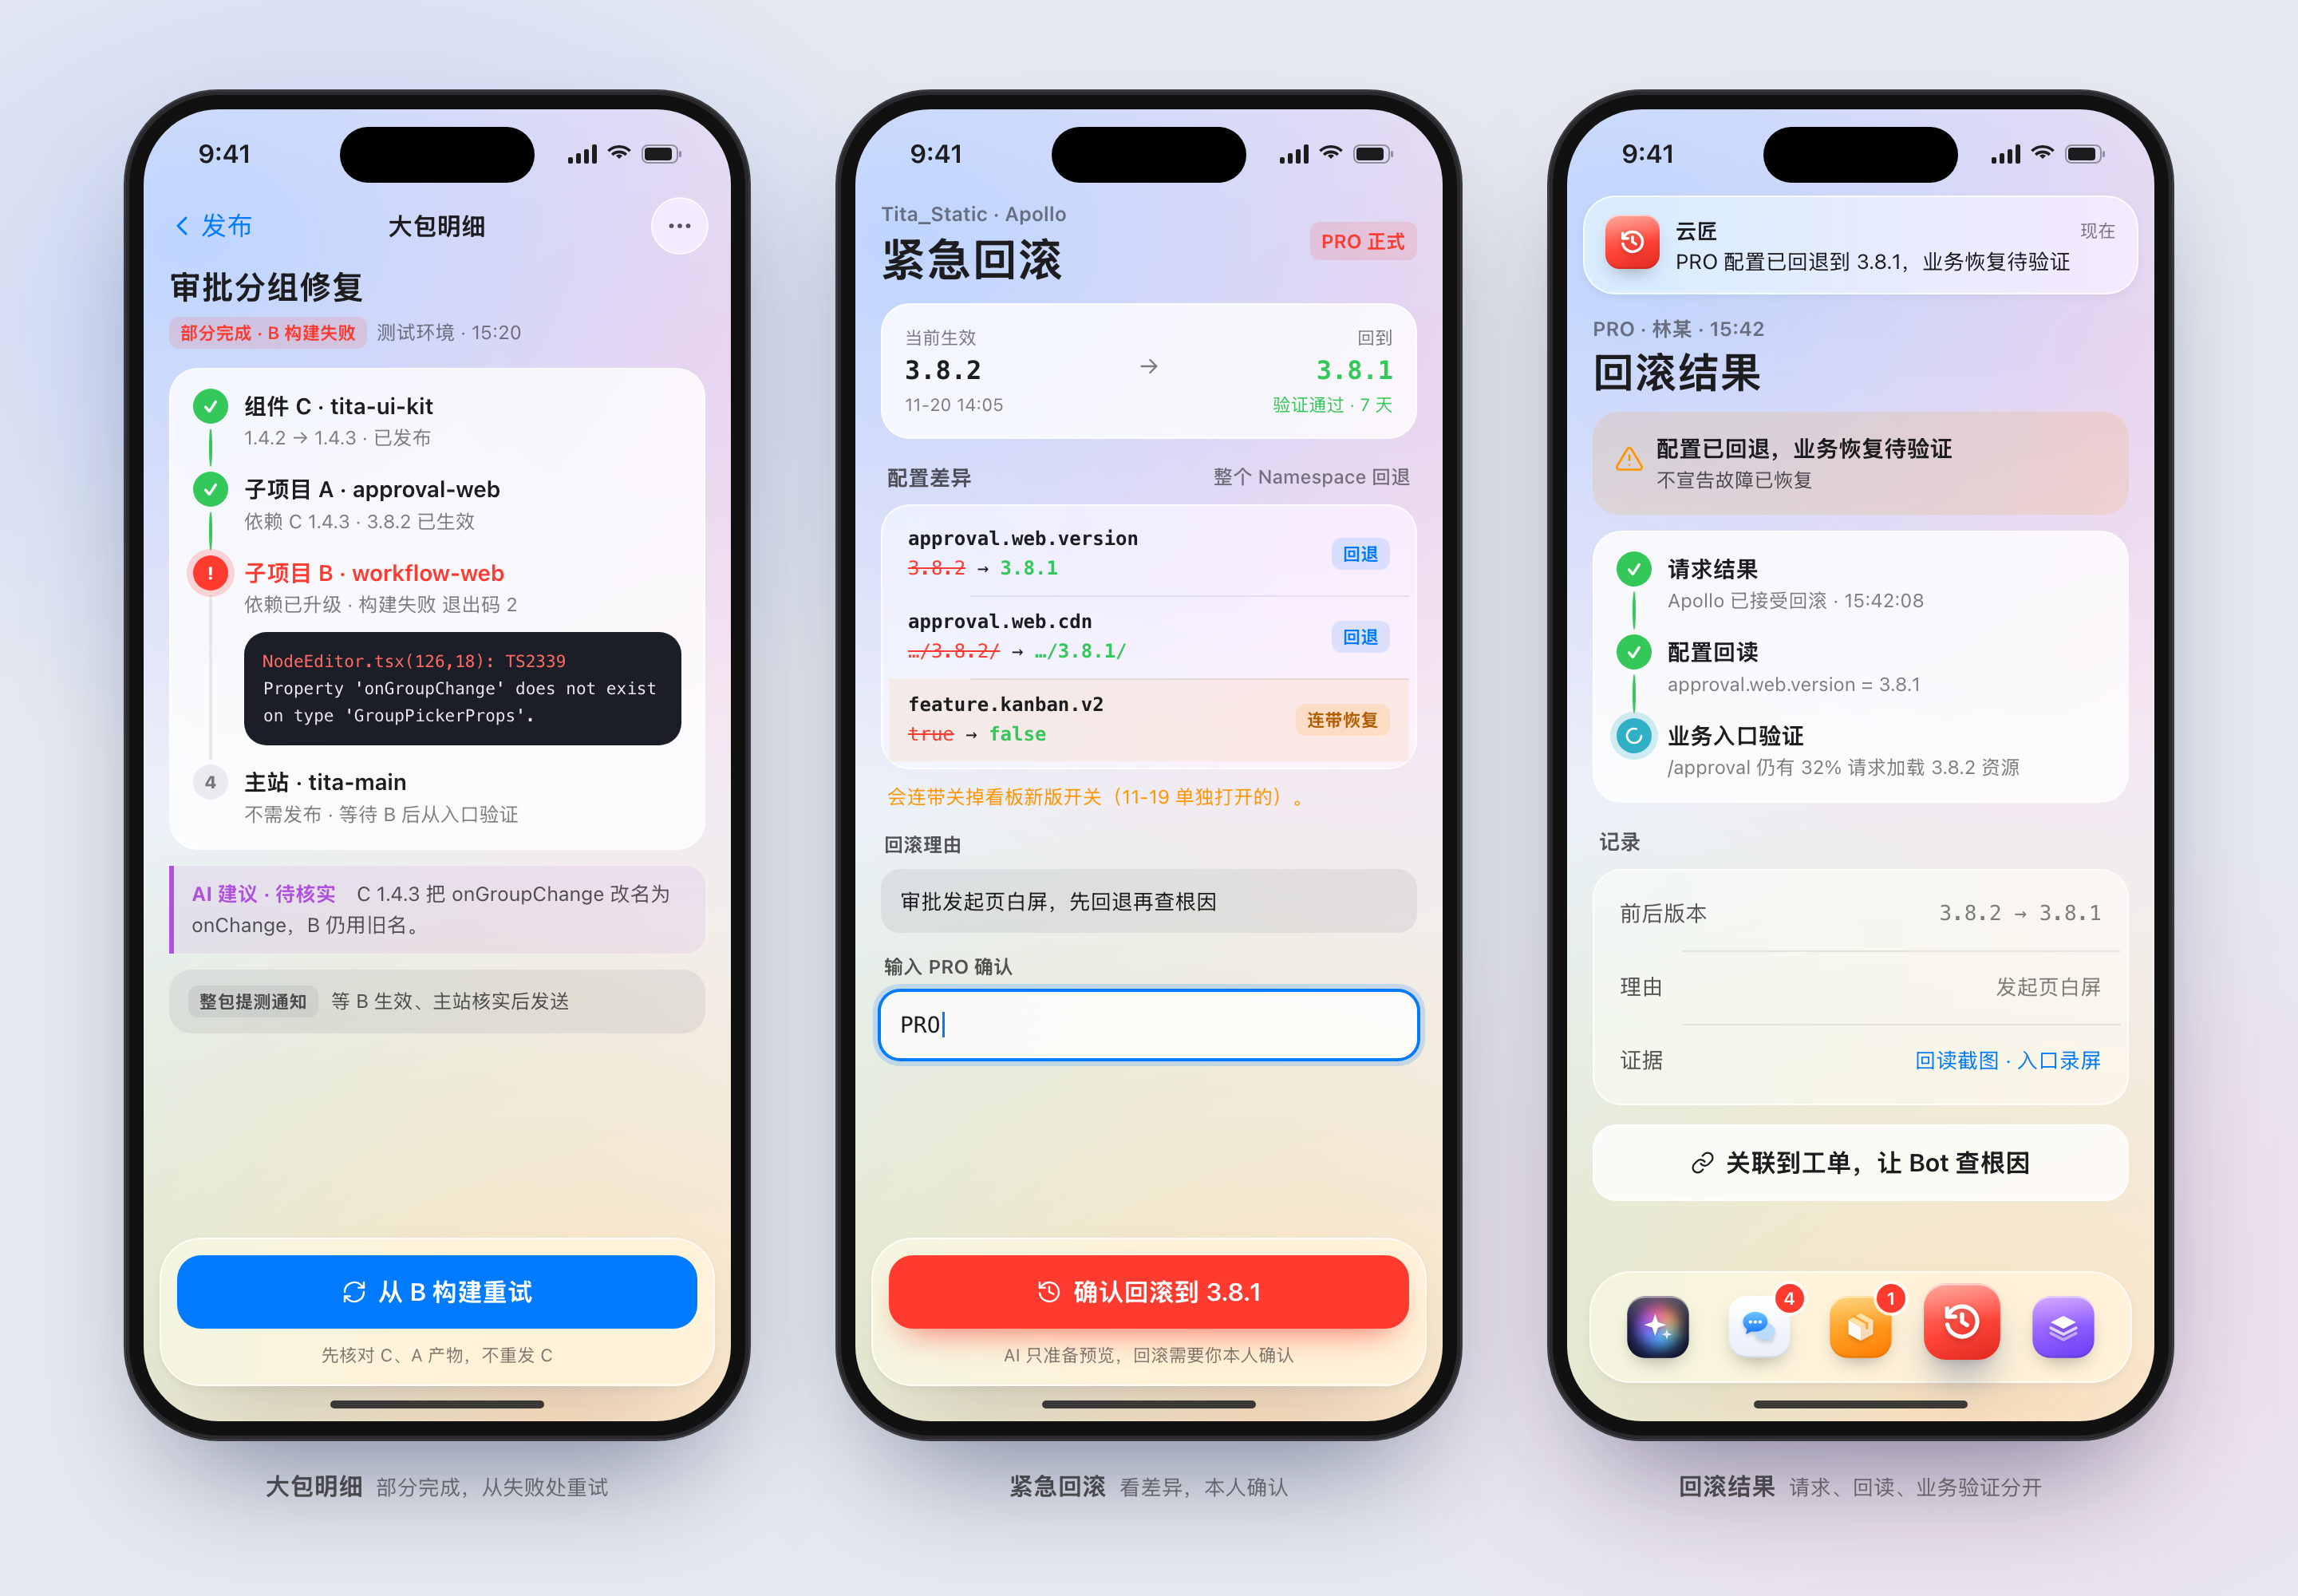 9:41
发布
大包明细
审批分组修复
部分完成 · B 构建失败
测试环境 · 15:20
组件 C · tita-ui-kit
1.4.2 → 1.4.3 · 已发布
子项目 A · approval-web
依赖 C 1.4.3 · 3.8.2 已生效
子项目 B · workflow-web
依赖已升级 · 构建失败 退出码 2
NodeEditor.tsx(126,18): TS2339
Property 'onGroupChange' does not exist
on type 'GroupPickerProps'.
4
主站 · tita-main
不需发布 · 等待 B 后从入口验证
AI 建议 · 待核实 C 1.4.3 把 onGroupChange 改名为
onChange，B 仍用旧名。
整包提测通知 等 B 生效、主站核实后发送
从 B 构建重试
先核对 C、A 产物，不重发 C
大包明细 部分完成，从失败处重试
9:41
Tita_Static · Apollo
紧急回滚
PRO 正式
当前生效
回到
3.8.2
→
3.8.1
11-20 14:05
验证通过 · 7 天
配置差异
整个 Namespace 回退
approval.web.version
3.8.2 → 3.8.1
回退
approval.web.cdn
…/3.8.2/ → …/3.8.1/
回退
feature.kanban.v2
true → false
连带恢复
会连带关掉看板新版开关（11-19 单独打开的）。
回滚理由
审批发起页白屏，先回退再查根因
输入 PRO 确认
PRO
确认回滚到 3.8.1
AI 只准备预览，回滚需要你本人确认
紧急回滚 看差异，本人确认
9:41
云匠
现在
PRO 配置已回退到 3.8.1，业务恢复待验证
PRO · 林某 · 15:42
回滚结果
配置已回退，业务恢复待验证
不宣告故障已恢复
请求结果
Apollo 已接受回滚 · 15:42:08
配置回读
approval.web.version = 3.8.1
业务入口验证
/approval 仍有 32% 请求加载 3.8.2 资源
记录
前后版本
3.8.2 → 3.8.1
理由
发起页白屏
证据
回读截图 · 入口录屏
关联到工单，让 Bot 查根因
4
1
回滚结果 请求、回读、业务验证分开